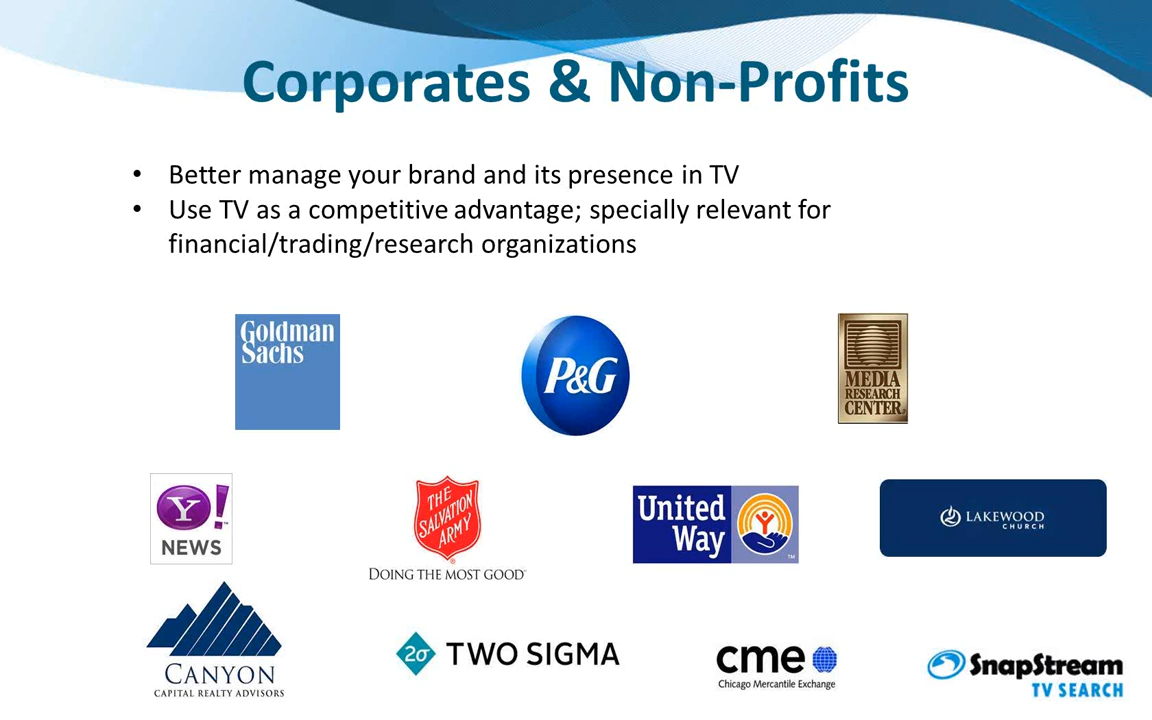 Corporates & Non-Profits
• Better manage your brand and its presence in TV
• Use TV as a competitive advantage; specially relevant for
financial/trading/research organizations
Goldman
Sachs
P&G
MEDIA
RESEARCH
CENTER
Y!
NEWS
THE
SALVATION
ARMY
DOING THE MOST GOOD
United
Way
LAKEWOOD
CHURCH
CANYON
CAPITAL REALTY ADVISORS
2σ TWO SIGMA
cme
Chicago Mercantile Exchange
SnapStream
TV SEARCH